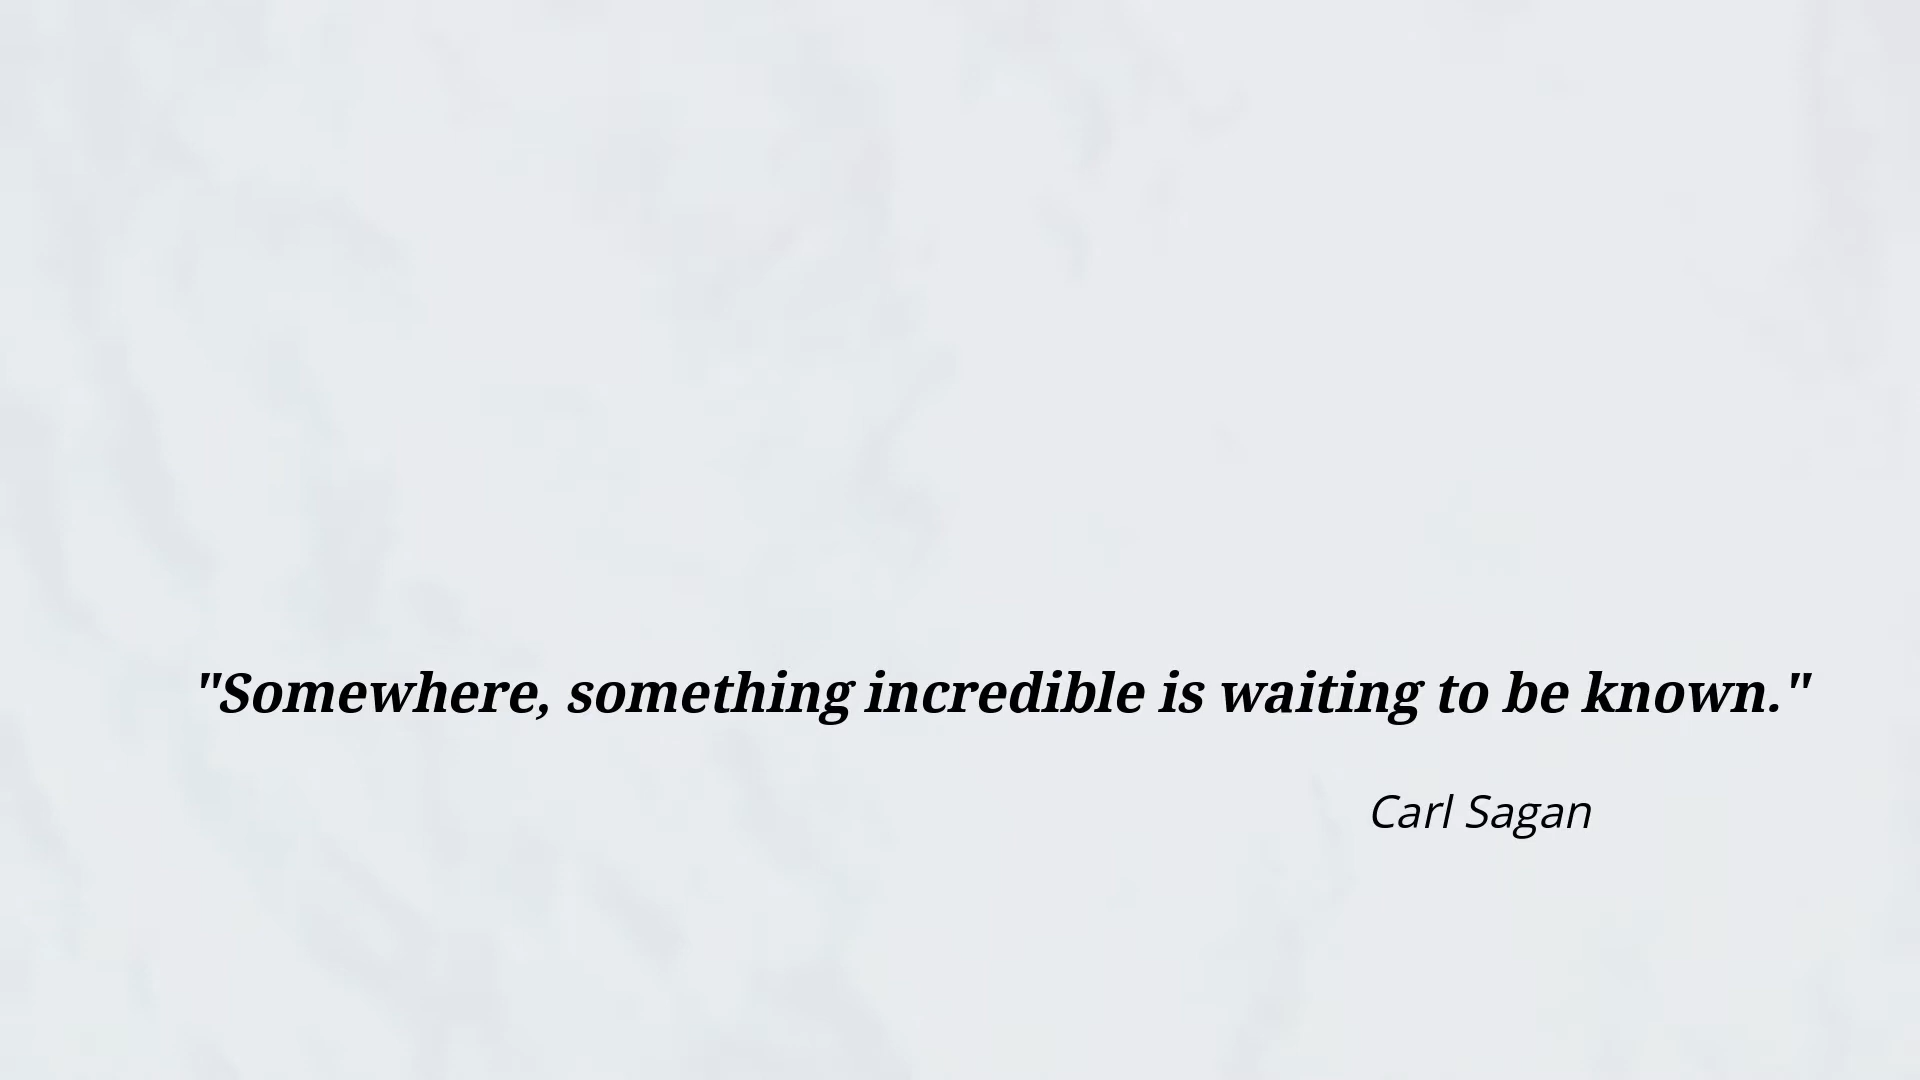 "Somewhere, something incredible is waiting to be known."
Carl Sagan